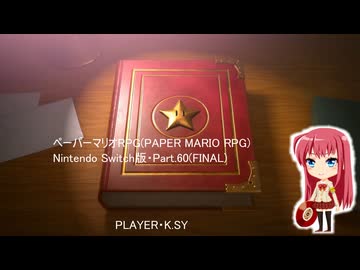 ペーパーマリオRPG(PAPER MARIO RPG)
Nintendo Switch版・Part.60(FINAL)
PLAYER・K.SY